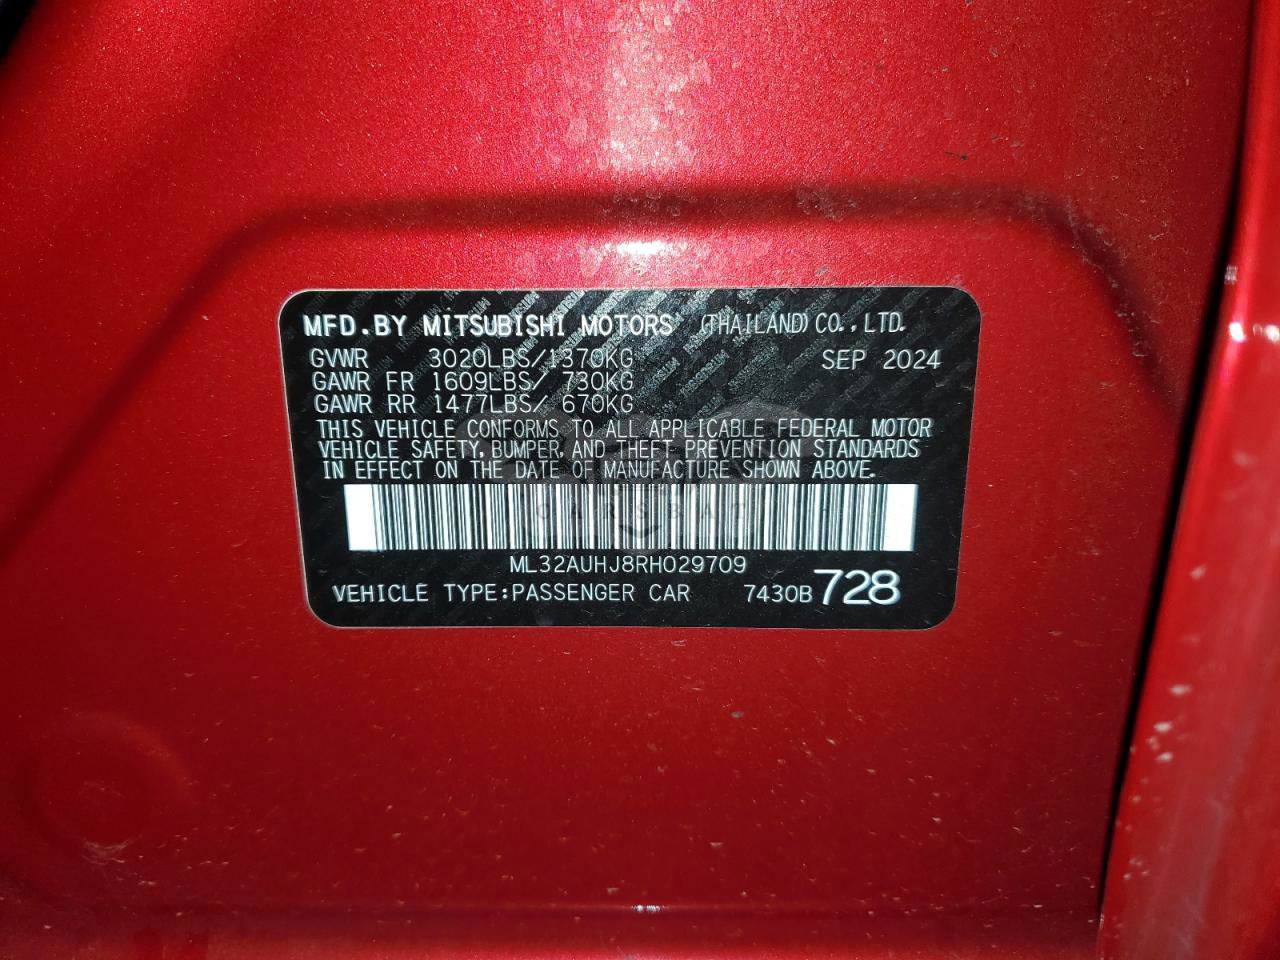 MFD.BY MITSUBISHI MOTORS (THAILAND) CO.,LTD.
GVWR 3020LBS/1370KG SEP 2024
GAWR FR 1609LBS/ 730KG
GAWR RR 1477LBS/ 670KG
THIS VEHICLE CONFORMS TO ALL APPLICABLE FEDERAL MOTOR
VEHICLE SAFETY, BUMPER, AND THEFT PREVENTION STANDARDS
IN EFFECT ON THE DATE OF MANUFACTURE SHOWN ABOVE.
ML32AUHJ8RH029709
VEHICLE TYPE:PASSENGER CAR 7430B 728